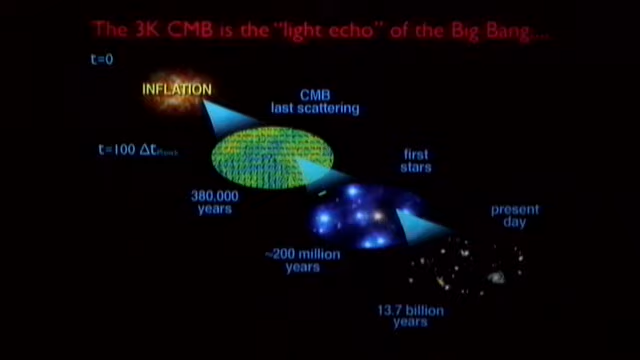 The 3K CMB is the "light echo" of the Big Bang....
t=0
INFLATION
CMB
last scattering
t=100 Δt Planck
380,000
years
first
stars
~200 million
years
present
day
13.7 billion
years